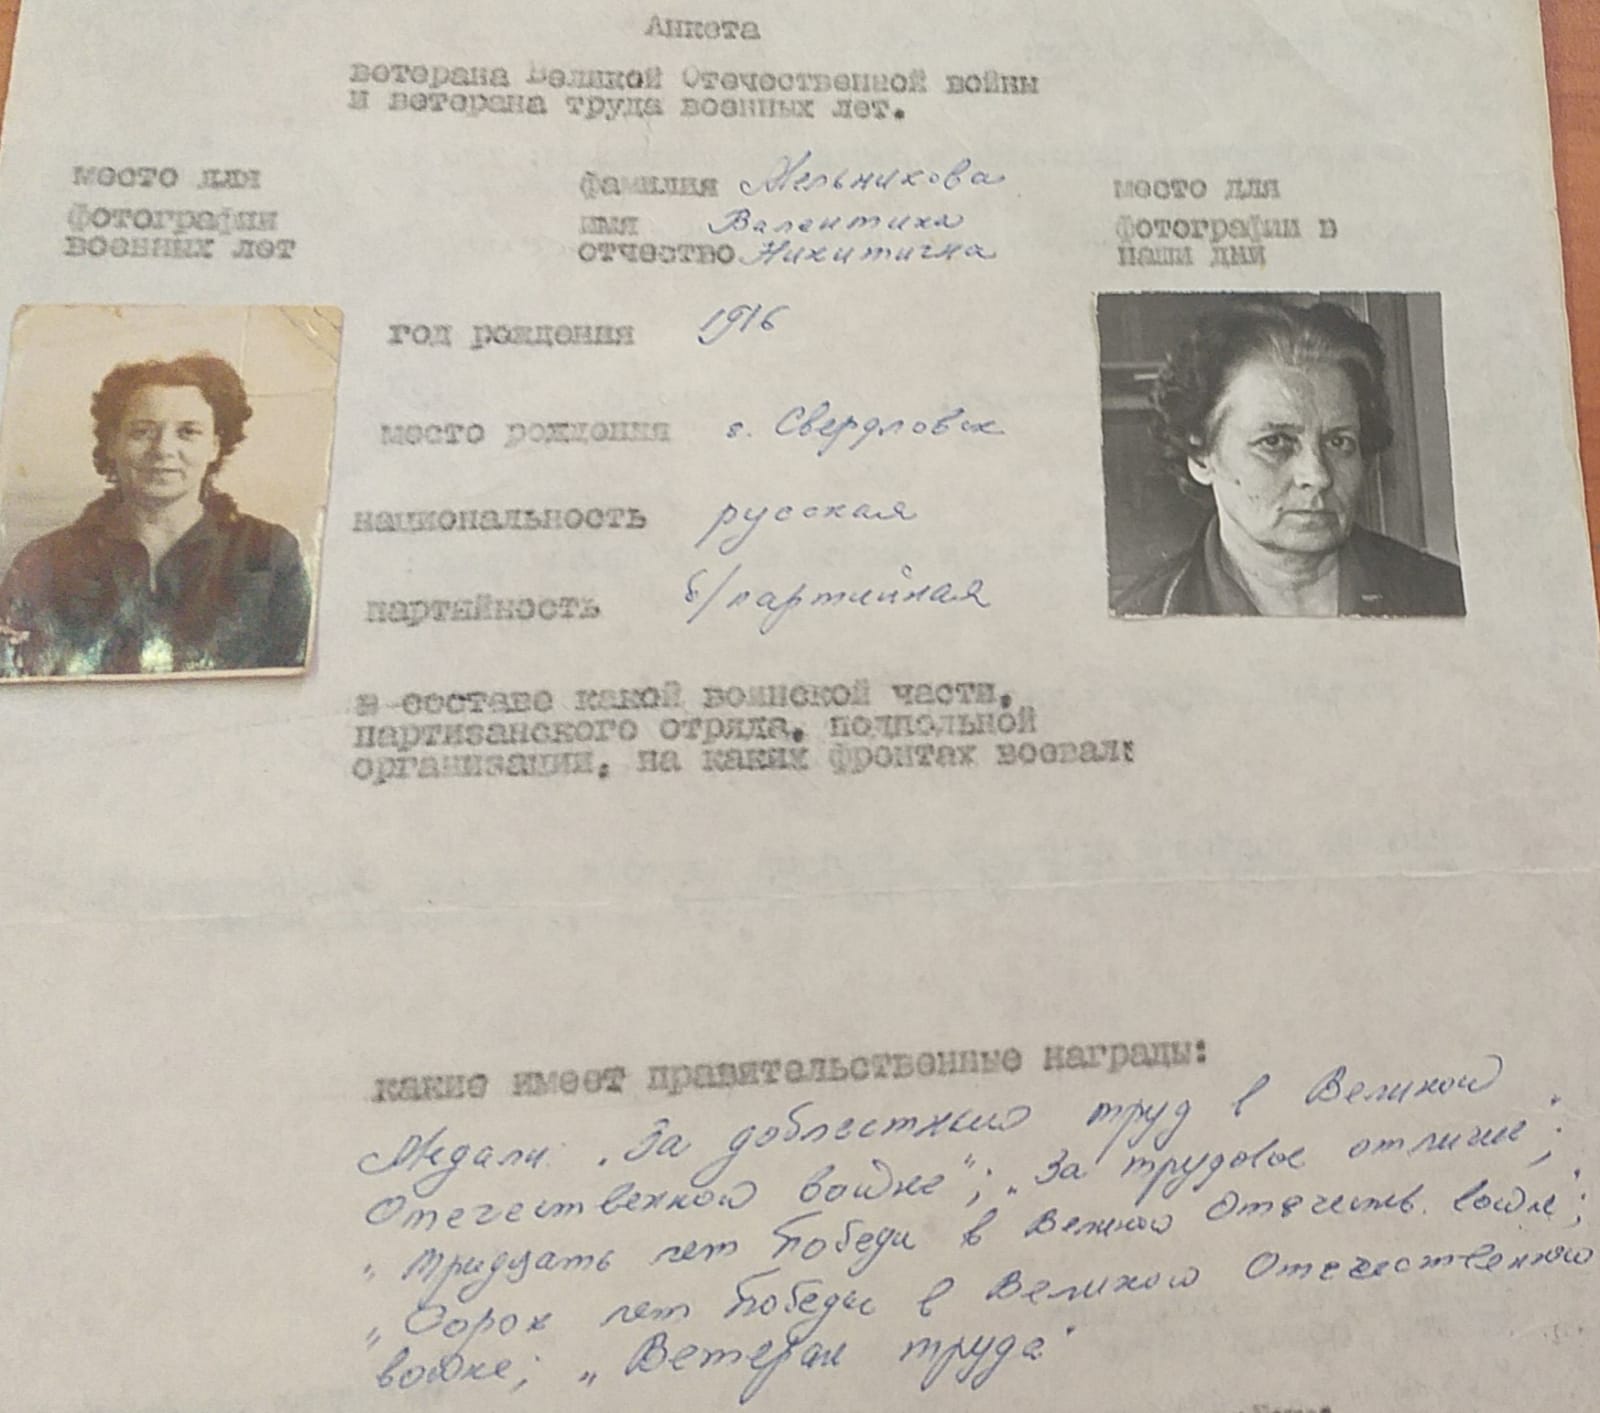 Анкета
ветерана Великой Отечественной войны
и ветерана труда военных лет.
место для
фотографии
военных лет
фамилия Мельникова
имя Валентина
отчество Никитична
место для
фотографии в
наши дни
год рождения 1916
место рождения г. Свердловск
национальность русская
партийность б/партийная
в составе какой воинской части,
партизанского отряда, подпольной
организации, на каких фронтах воевал:
какие имеет правительственные награды:
Медали: „За доблестный труд в Великой
Отечественной войне"; „За трудовое отличие";
„Тридцать лет Победы в Великой Отечеств. войне";
„Сорок лет Победы в Великой Отечественной
войне; „Ветеран труда"